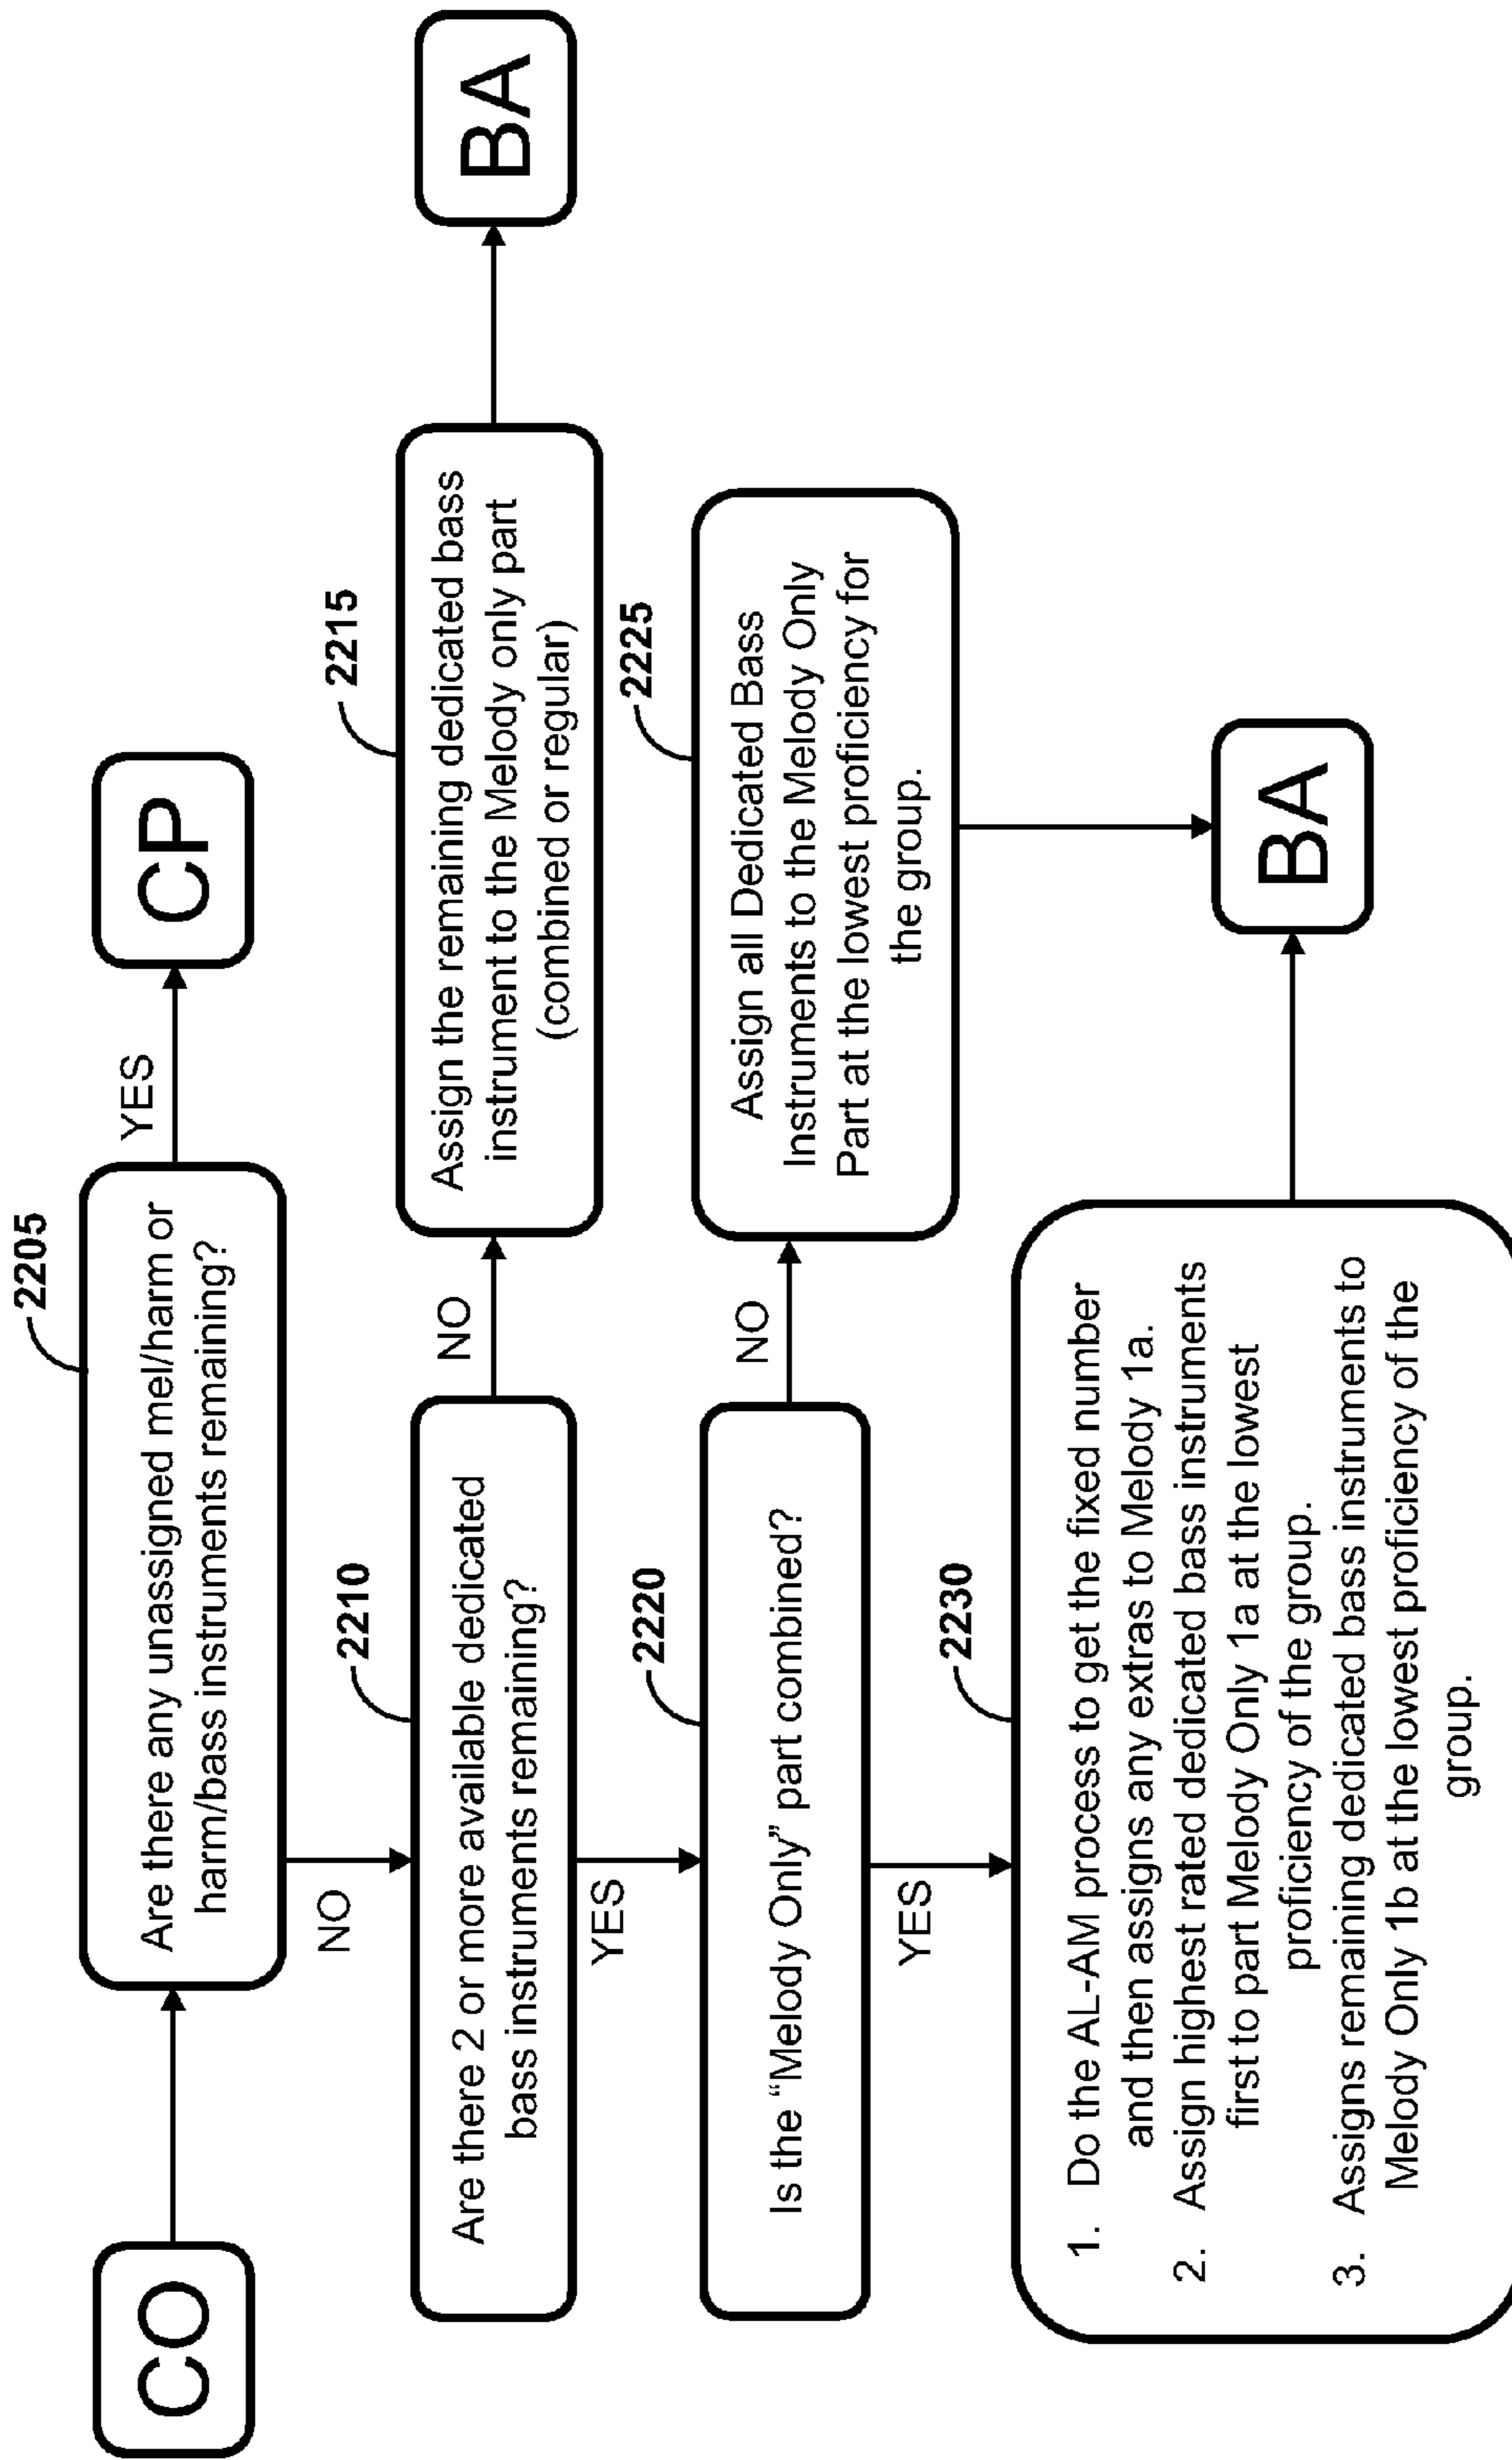 CO
2205
Are there any unassigned mel/harm or
harm/bass instruments remaining?
YES
CP
NO
2210
Are there 2 or more available dedicated
bass instruments remaining?
NO
2215
Assign the remaining dedicated bass
instrument to the Melody only part
(combined or regular)
BA
YES
2220
Is the “Melody Only” part combined?
NO
2225
Assign all Dedicated Bass
Instruments to the Melody Only
Part at the lowest proficiency for
the group.
YES
2230
1. Do the AL-AM process to get the fixed number
and then assigns any extras to Melody 1a.
2. Assign highest rated dedicated bass instruments
first to part Melody Only 1a at the lowest
proficiency of the group.
3. Assigns remaining dedicated bass instruments to
Melody Only 1b at the lowest proficiency of the
group.
BA